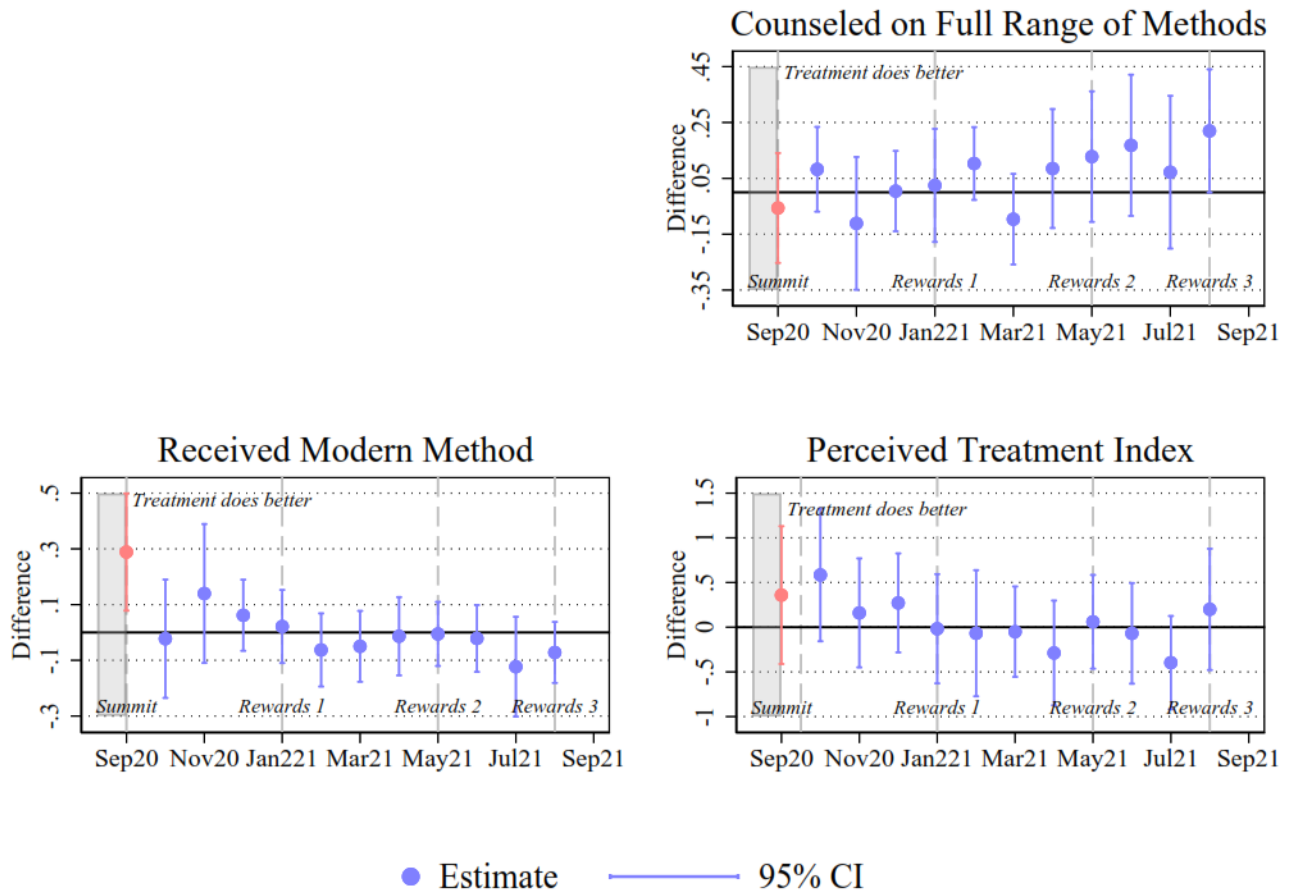 Counseled on Full Range of Methods
Difference
.45
.25
.05
-.15
-.35
Treatment does better
Summit
Rewards 1
Rewards 2
Rewards 3
Sep20 Nov20 Jan221 Mar21 May21 Jul21 Sep21
Received Modern Method
Difference
.5
.3
.1
-.1
-.3
Treatment does better
Summit
Rewards 1
Rewards 2
Rewards 3
Sep20 Nov20 Jan221 Mar21 May21 Jul21 Sep21
Perceived Treatment Index
Difference
1.5
1
.5
0
-.5
-1
Treatment does better
Summit
Rewards 1
Rewards 2
Rewards 3
Sep20 Nov20 Jan221 Mar21 May21 Jul21 Sep21
Estimate
95% CI